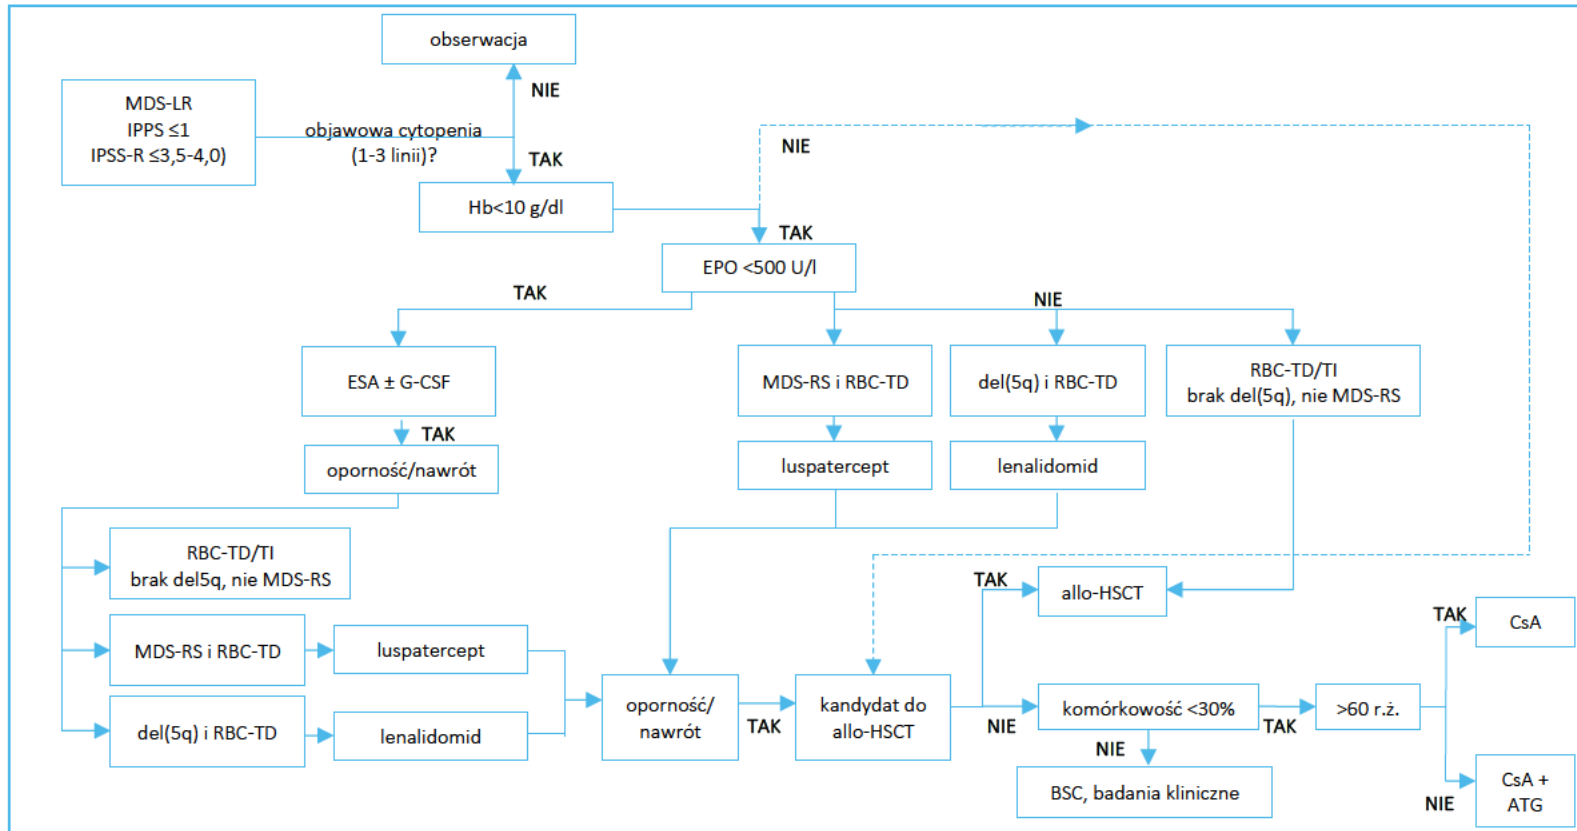 obserwacja
NIE
MDS-LR
IPPS ≤1
IPSS-R ≤3,5-4,0)
objawowa cytopenia
(1-3 linii)?
TAK
NIE
Hb<10 g/dl
TAK
EPO <500 U/l
TAK
NIE
ESA ± G-CSF
MDS-RS i RBC-TD
del(5q) i RBC-TD
RBC-TD/TI
brak del(5q), nie MDS-RS
TAK
oporność/nawrót
luspatercept
lenalidomid
RBC-TD/TI
brak del5q, nie MDS-RS
MDS-RS i RBC-TD
luspatercept
del(5q) i RBC-TD
lenalidomid
oporność/
nawrót
TAK
kandydat do
allo-HSCT
TAK
allo-HSCT
NIE
komórkowość <30%
TAK
>60 r.ż.
TAK
CsA
NIE
BSC, badania kliniczne
NIE
CsA +
ATG